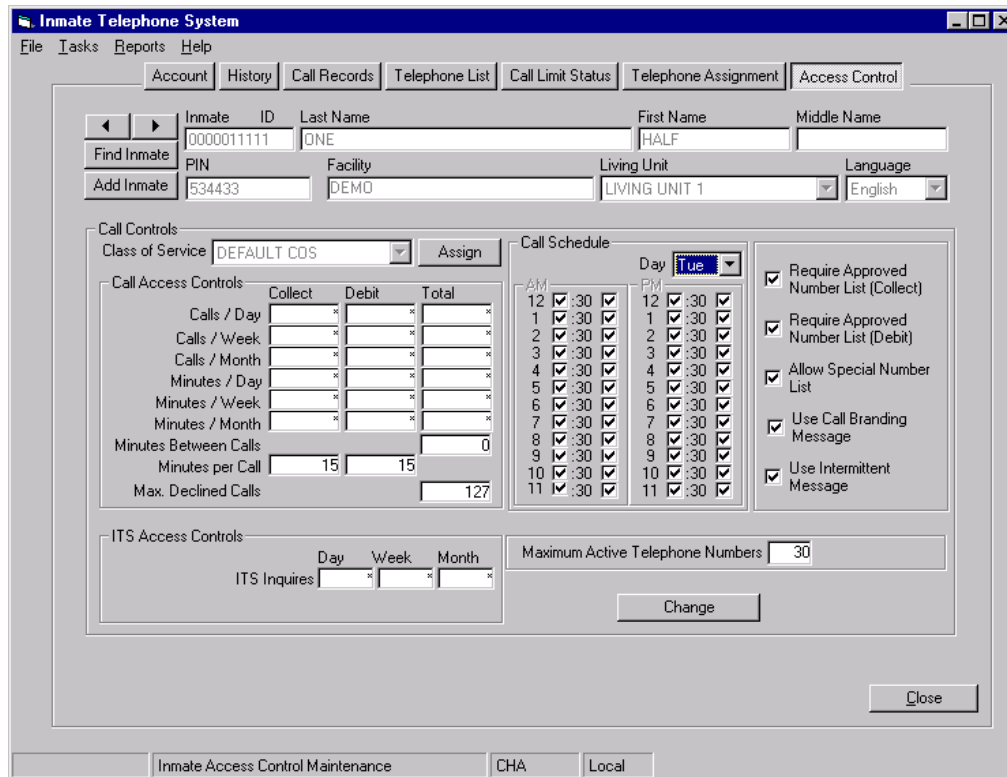 Inmate Telephone System
File Tasks Reports Help
Account History Call Records Telephone List Call Limit Status Telephone Assignment Access Control
Inmate ID Last Name First Name Middle Name
0000011111 ONE HALF
Find Inmate
PIN Facility Living Unit Language
Add Inmate 534433 DEMO LIVING UNIT 1 English
Call Controls
Class of Service DEFAULT COS Assign
Call Access Controls
Collect Debit Total
Calls / Day * * *
Calls / Week * * *
Calls / Month * * *
Minutes / Day * * *
Minutes / Week * * *
Minutes / Month * * *
Minutes Between Calls 0
Minutes per Call 15 15
Max. Declined Calls 127
Call Schedule
Day Tue
AM PM
12 :30 12 :30
1 :30 1 :30
2 :30 2 :30
3 :30 3 :30
4 :30 4 :30
5 :30 5 :30
6 :30 6 :30
7 :30 7 :30
8 :30 8 :30
9 :30 9 :30
10 :30 10 :30
11 :30 11 :30
Require Approved
Number List (Collect)
Require Approved
Number List (Debit)
Allow Special Number
List
Use Call Branding
Message
Use Intermittent
Message
ITS Access Controls
Day Week Month
ITS Inquires * * *
Maximum Active Telephone Numbers 30
Change
Close
Inmate Access Control Maintenance CHA Local